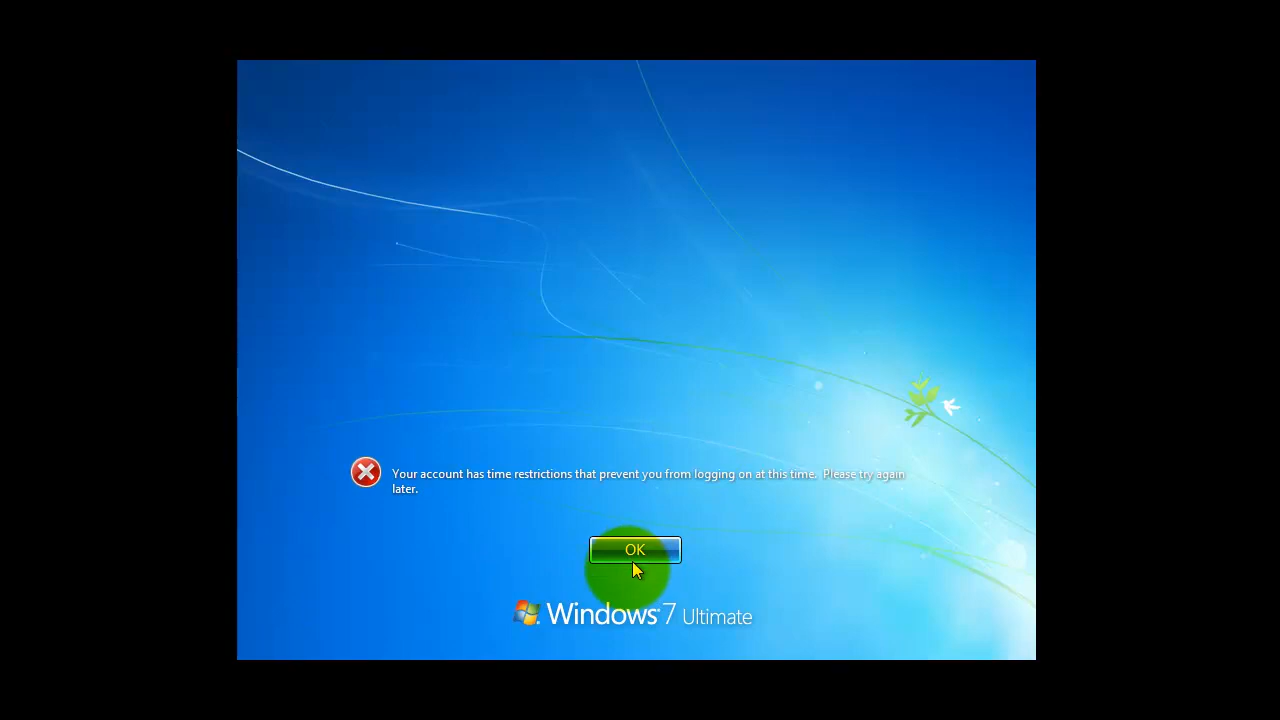 Your account has time restrictions that prevent you from logging on at this time.  Please try again
later.
OK
Windows 7 Ultimate